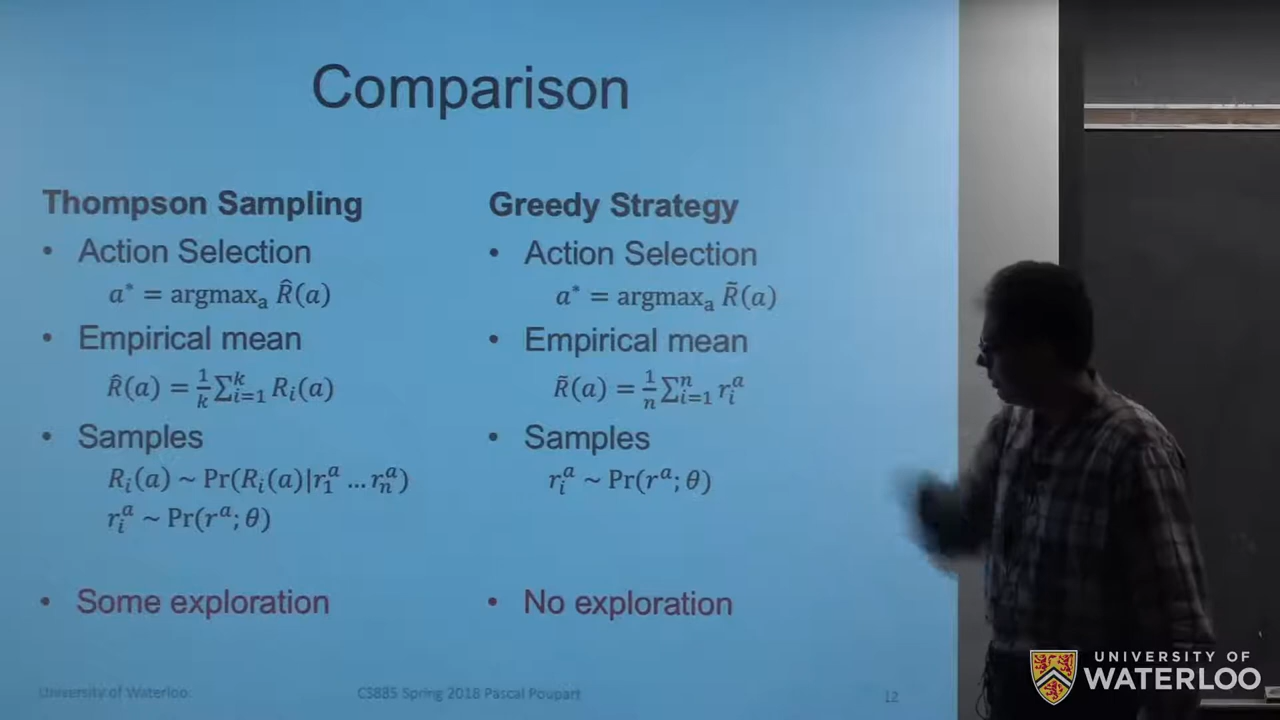 Comparison
Thompson Sampling
• Action Selection
a* = argmaxₐ R̂(a)
• Empirical mean
R̂(a) = 1/k ∑ᵢ₌₁ᵏ Rᵢ(a)
• Samples
Rᵢ(a) ~ Pr(Rᵢ(a)|r₁ᵃ … rₙᵃ)
rᵢᵃ ~ Pr(rᵃ; θ)
• Some exploration
Greedy Strategy
• Action Selection
a* = argmaxₐ R̃(a)
• Empirical mean
R̃(a) = 1/n ∑ᵢ₌₁ⁿ rᵢᵃ
• Samples
rᵢᵃ ~ Pr(rᵃ; θ)
• No exploration
University of Waterloo
CS885 Spring 2018 Pascal Poupart
12
UNIVERSITY OF
WATERLOO